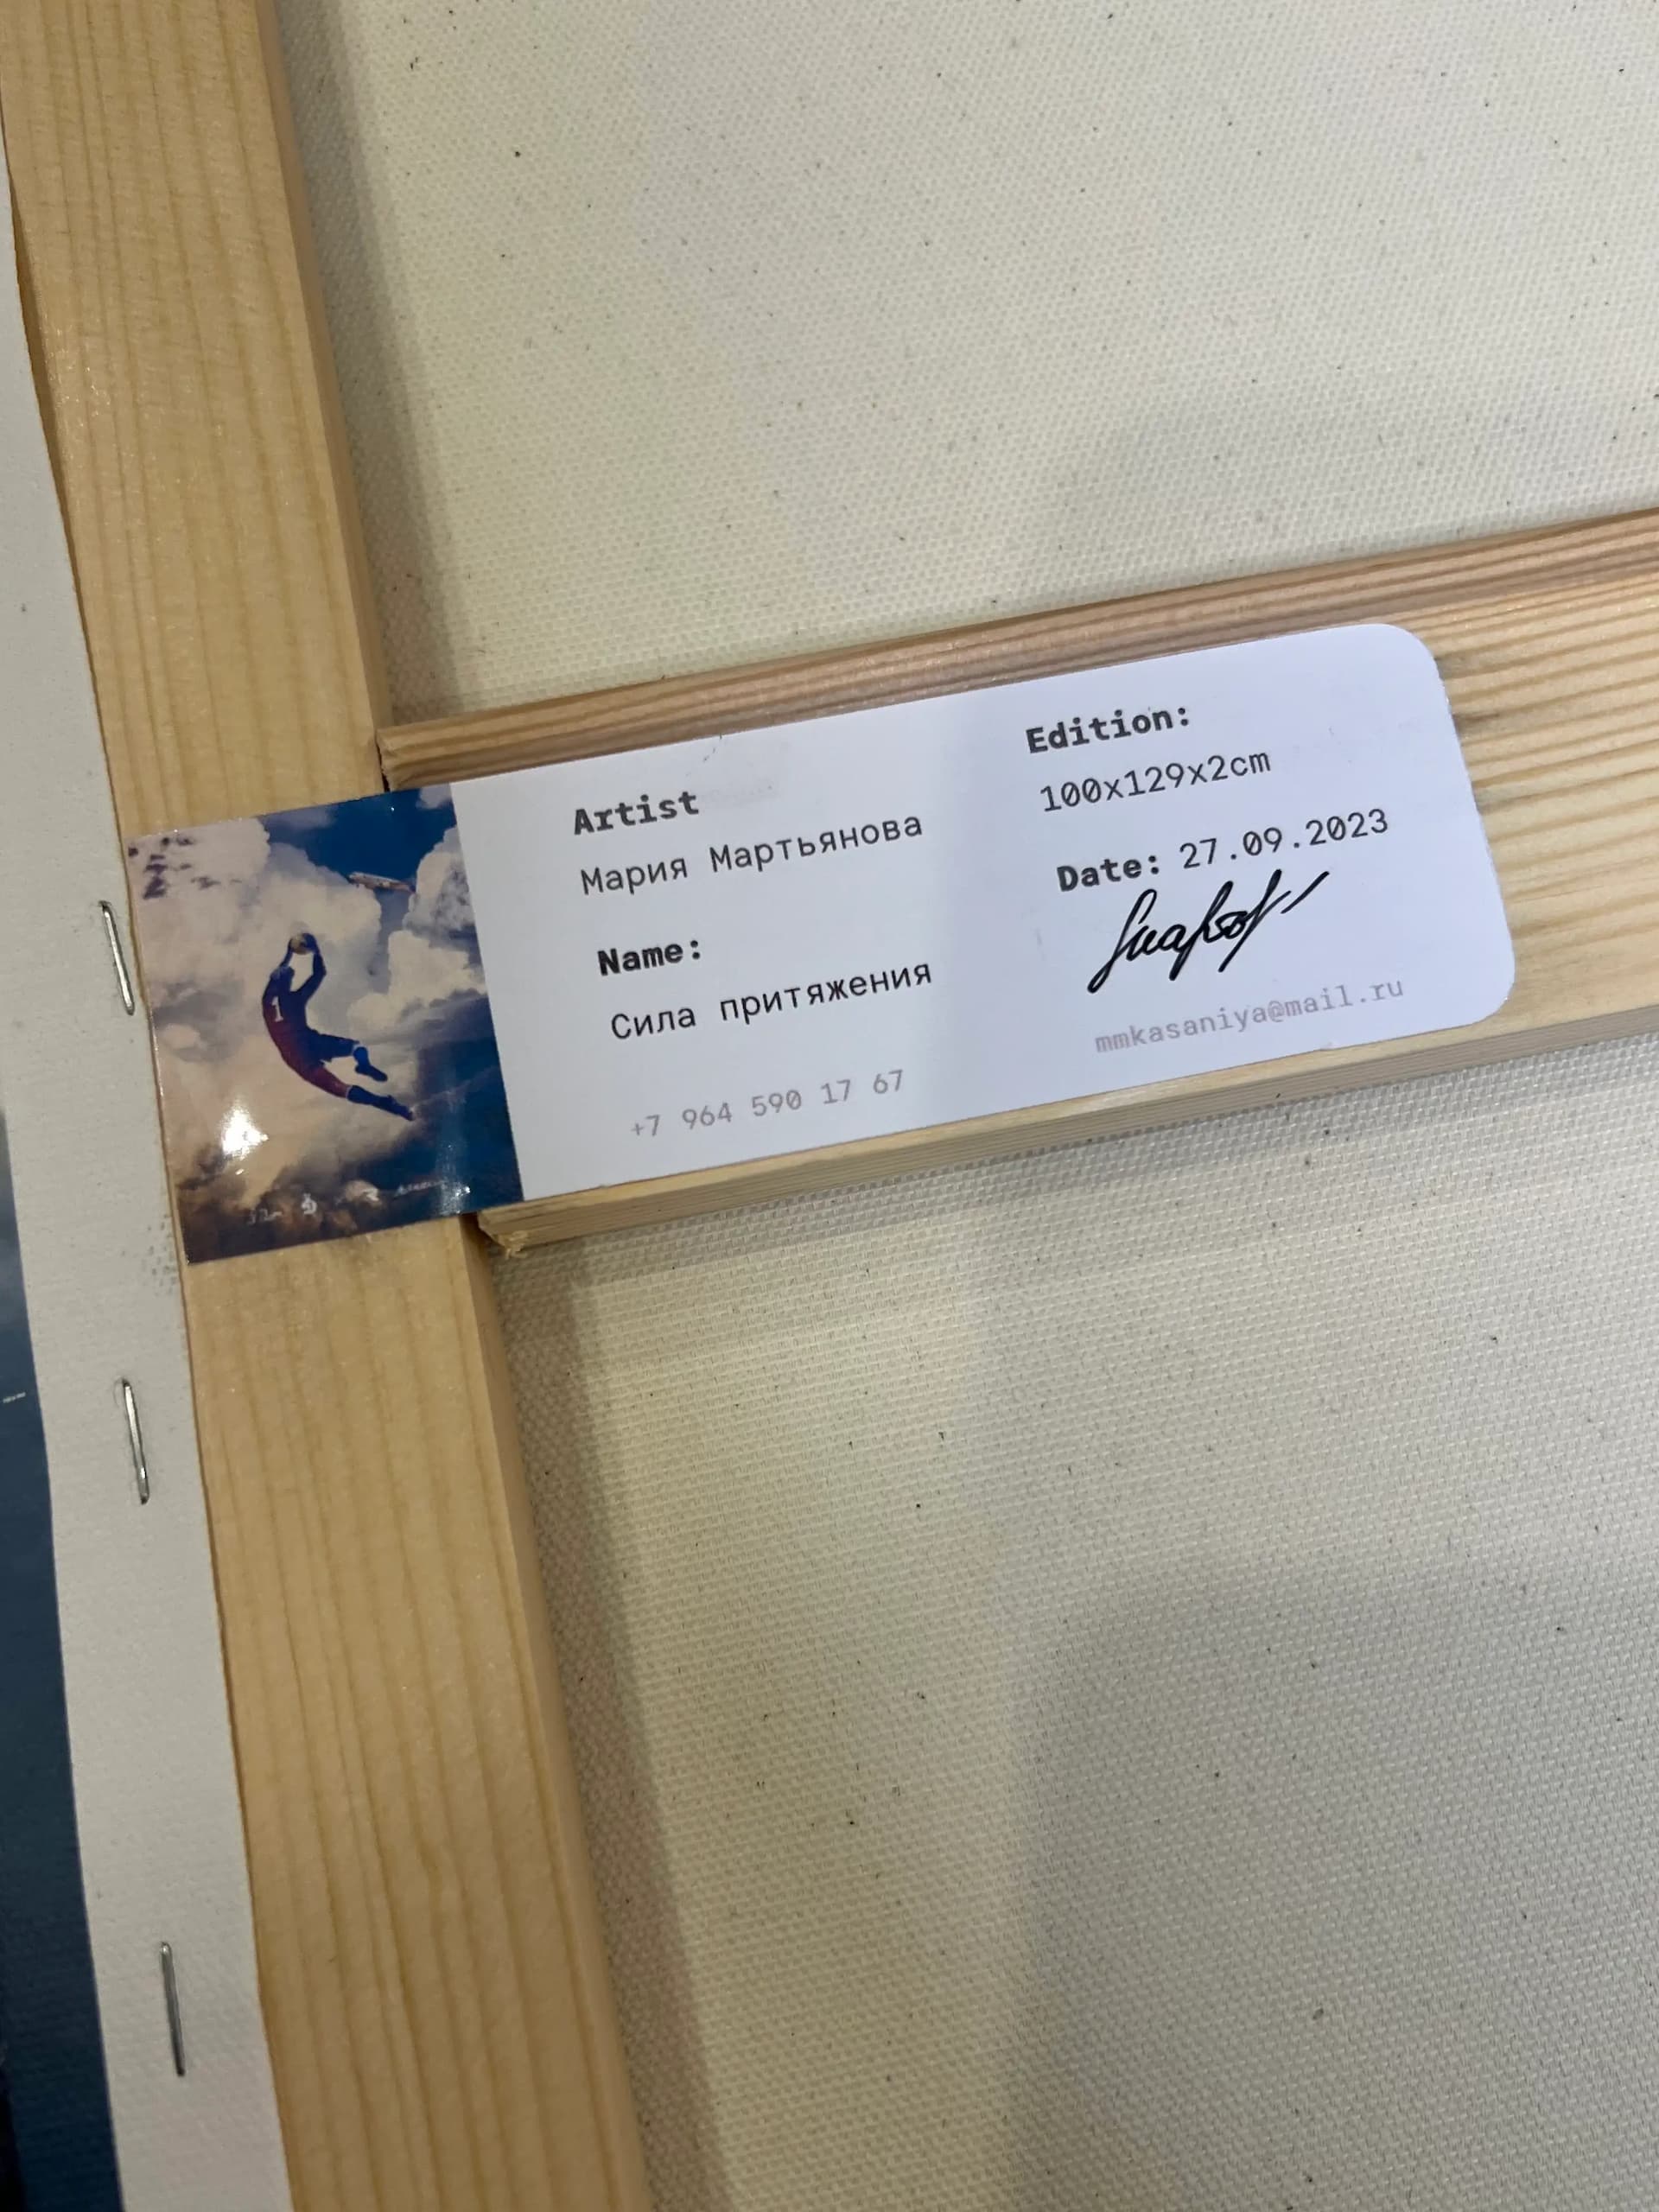 Artist
Мария Мартьянова
Name:
Сила притяжения
+7 964 590 17 67
Edition:
100x129x2cm
Date: 27.09.2023
mmkasaniya@mail.ru
1